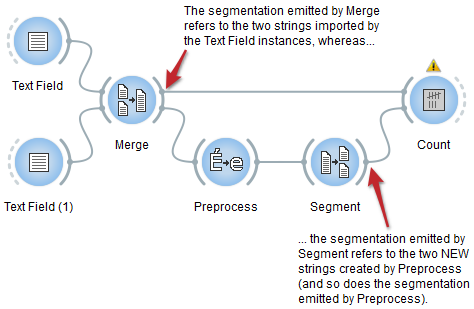 The segmentation emitted by Merge
refers to the two strings imported by
the Text Field instances, whereas...
Text Field
Merge
Count
É e
Text Field (1)
Preprocess
Segment
... the segmentation emitted by
Segment refers to the two NEW
strings created by Preprocess
(and so does the segmentation
emitted by Preprocess).